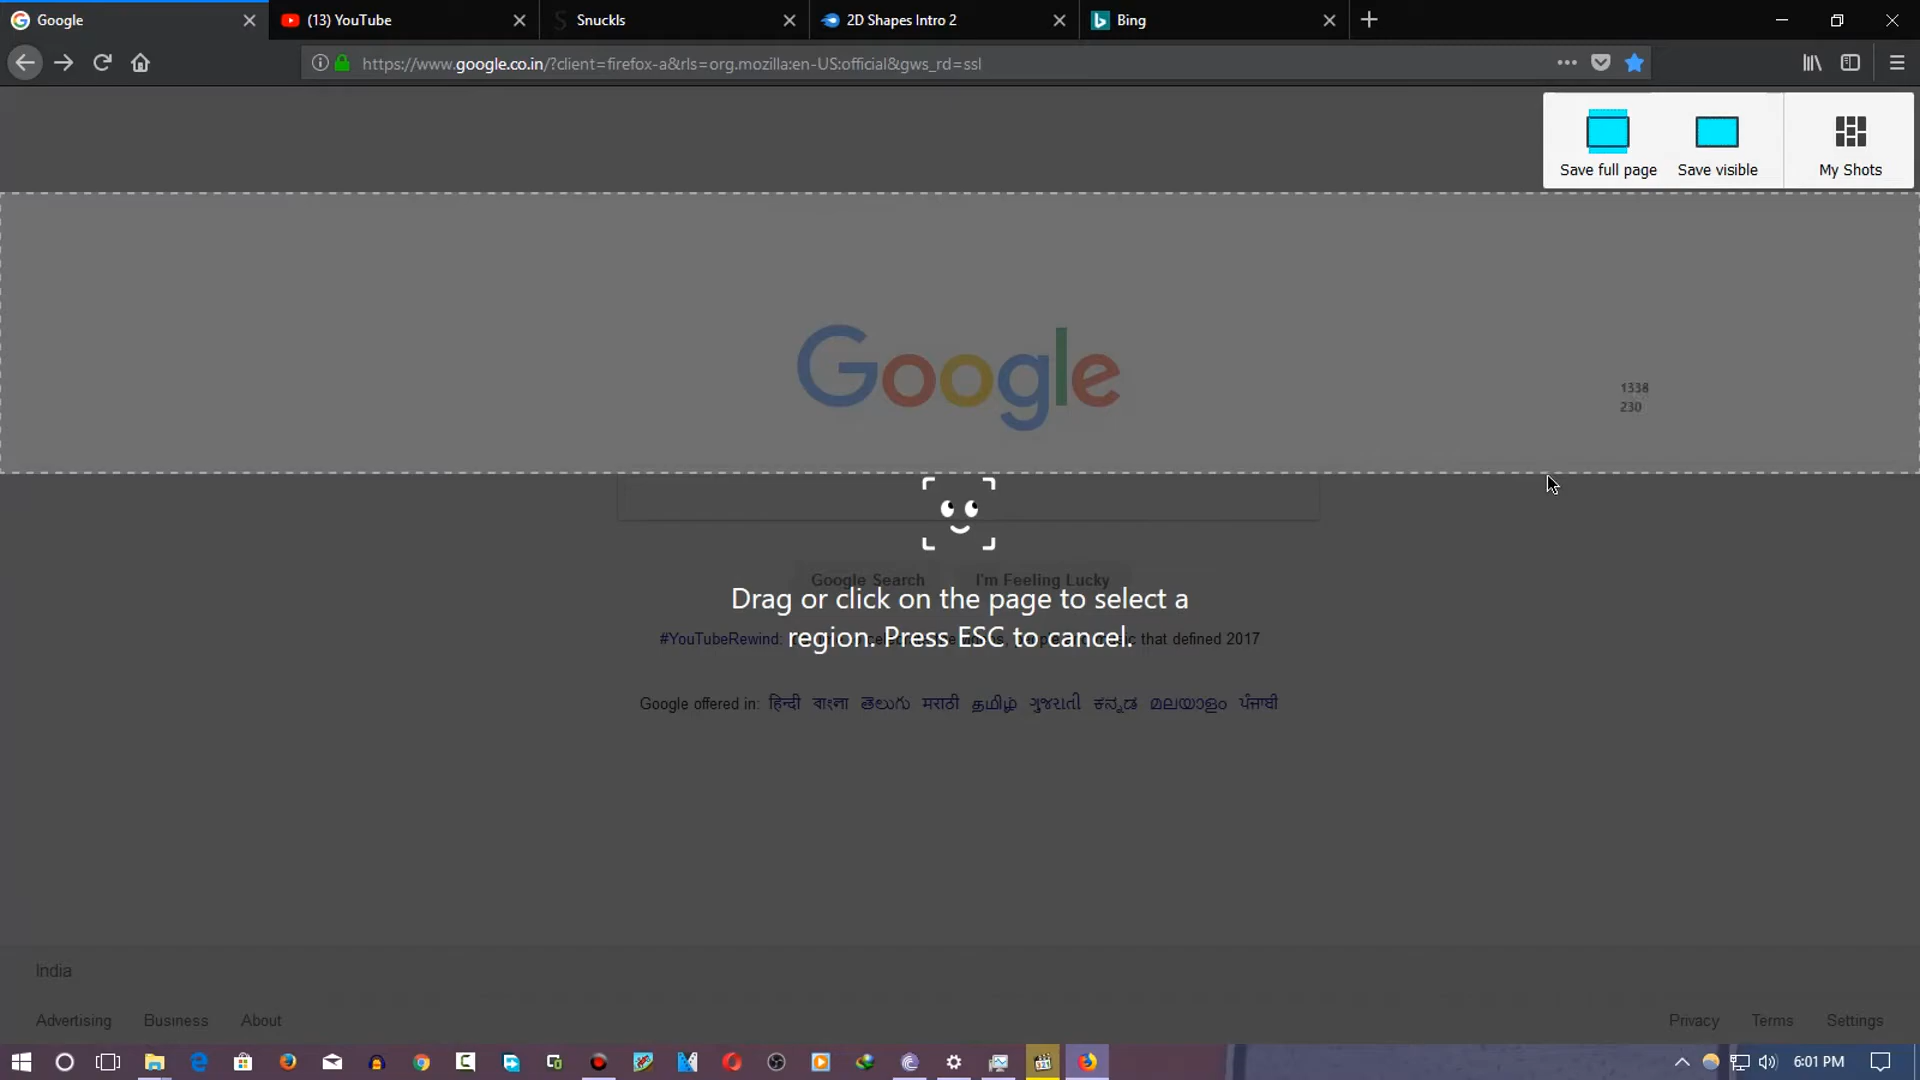 Google
(13) YouTube
Snuckls
2D Shapes Intro 2
Bing
https://www.google.co.in/?client=firefox-a&rls=org.mozilla:en-US:official&gws_rd=ssl
Save full page
Save visible
My Shots
Google
1338
230
Google Search
I'm Feeling Lucky
Drag or click on the page to select a
region. Press ESC to cancel.
#YouTubeRewind:
that defined 2017
Google offered in: हिन्दी বাংলা తెలుగు मराठी தமிழ் ગુજરાતી ಕನ್ನಡ മലയാളം ਪੰਜਾਬੀ
India
Advertising
Business
About
Privacy
Terms
Settings
6:01 PM